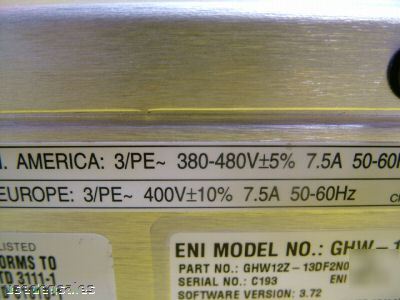 . AMERICA: 3/PE~ 380-480V±5% 7.5A 50-60H
EUROPE: 3/PE~ 400V±10% 7.5A 50-60Hz
LISTED
ORMS TO
TD 3111-1
ENI MODEL NO.: GHW-1
PART NO.: GHW12Z-13DF2N0
SERIAL NO.: C193 ENI
SOFTWARE VERSION: 3.72